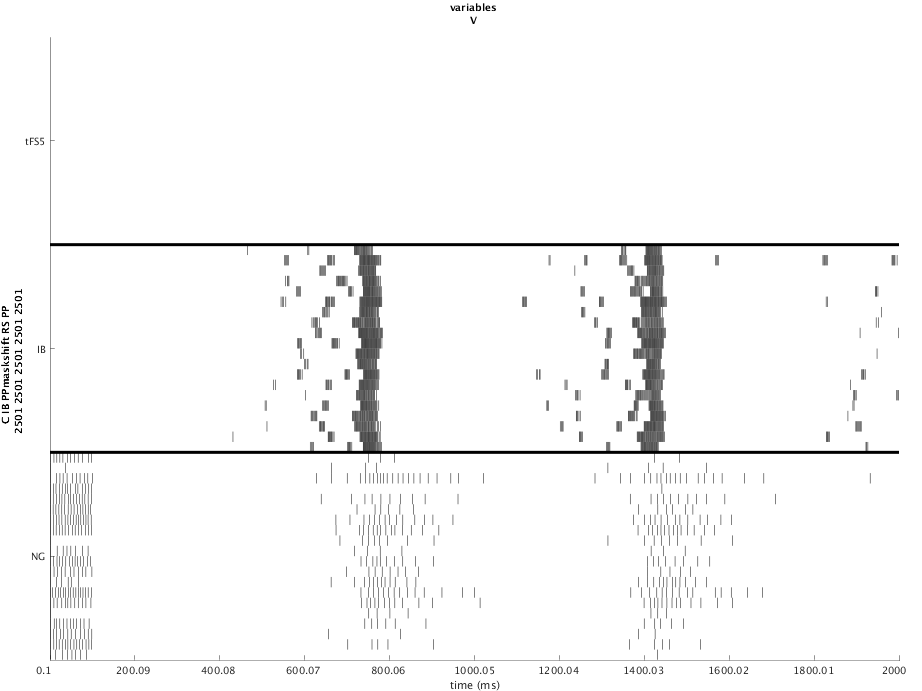 variables
V
tFS5
IB
NG
C IB PPmaskshift RS PP
2501 2501 2501 2501 2501
0.1 200.09 400.08 600.07 800.06 1000.05 1200.04 1400.03 1600.02 1800.01 2000
time (ms)